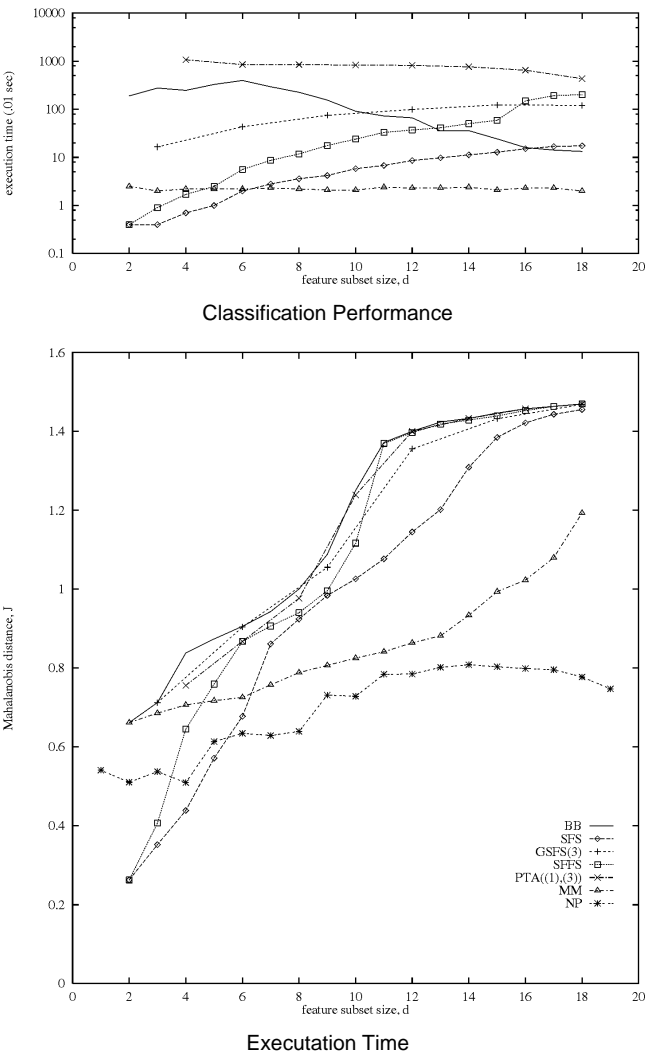 10000
1000
100
10
1
0.1
execution time (.01 sec)
0 2 4 6 8 10 12 14 16 18 20
feature subset size, d
Classification Performance
1.6
1.4
1.2
1
0.8
0.6
0.4
0.2
0
Mahalanobis distance, J
BB
SFS
GSFS(3)
SFFS
PTA((1),(3))
MM
NP
0 2 4 6 8 10 12 14 16 18 20
feature subset size, d
Executation Time